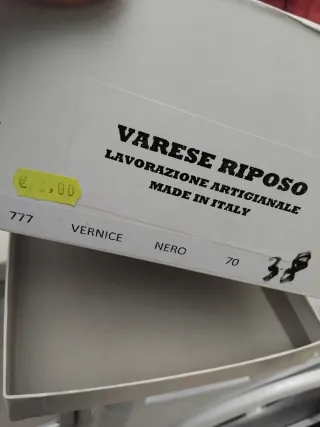 VARESE RIPOSO
LAVORAZIONE ARTIGIANALE
MADE IN ITALY
777 VERNICE NERO 70 38